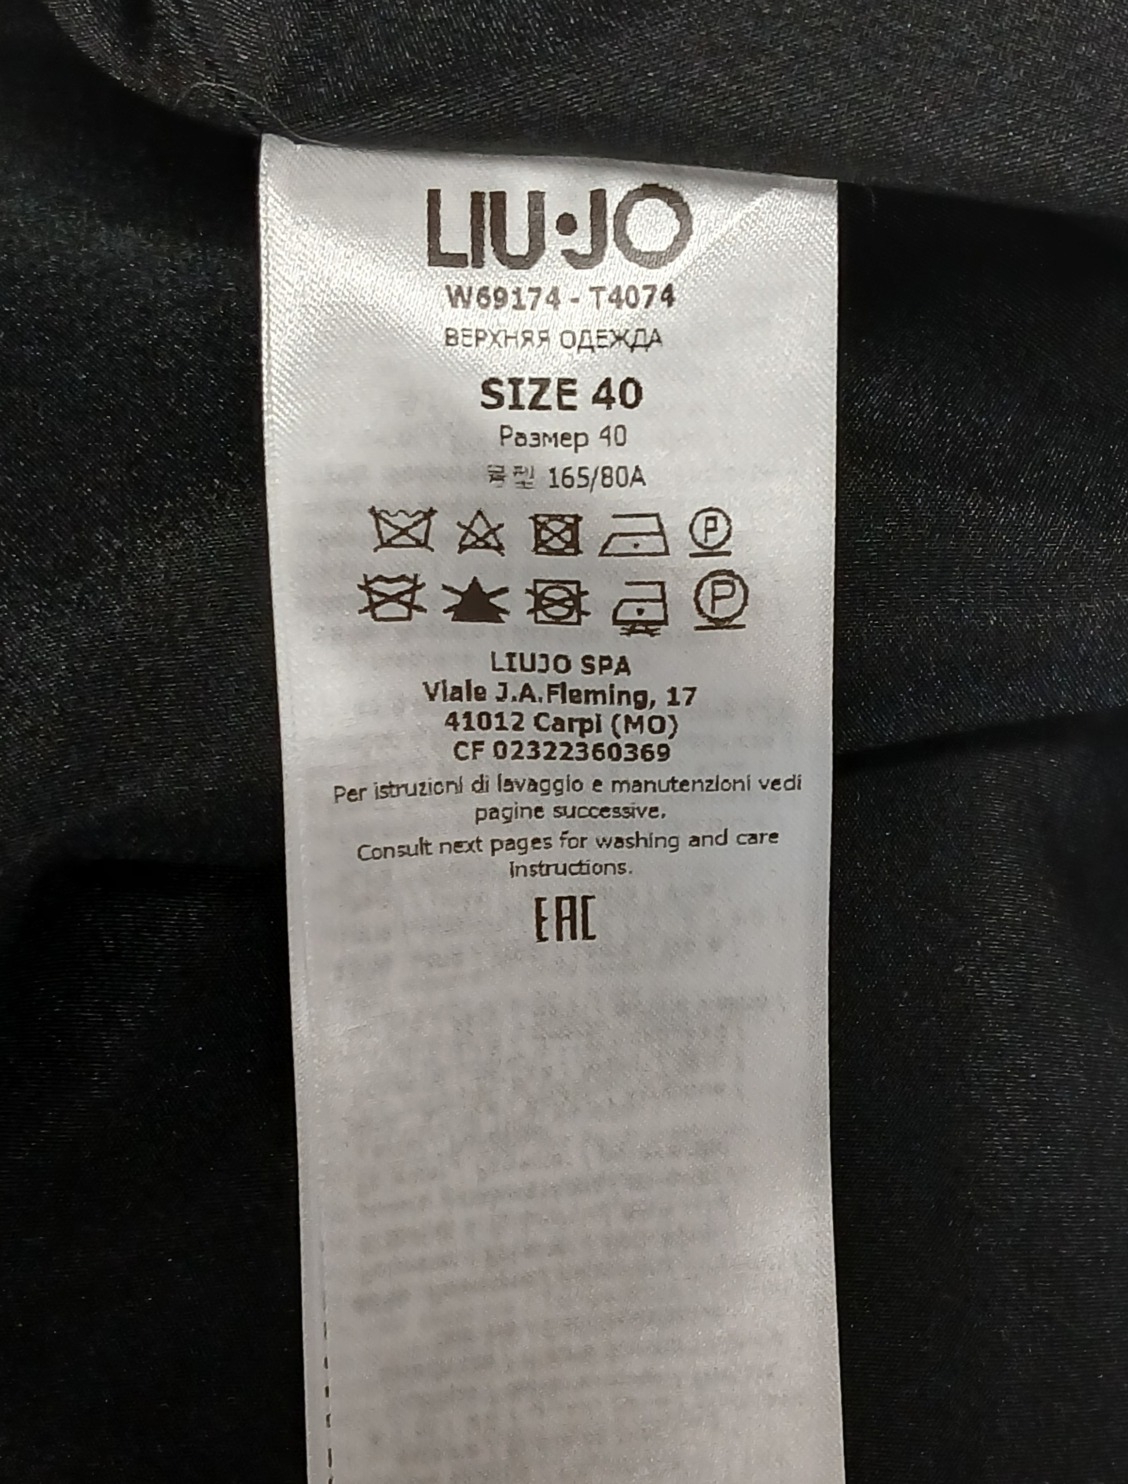 LIU·JO
W69174 - T4074
ВЕРХНЯЯ ОДЕЖДА
SIZE 40
Размер 40
165/80A
P
P
LIUJO SPA
Viale J.A.Fleming, 17
41012 Carpi (MO)
CF 02322360369
Per istruzioni di lavaggio e manutenzioni vedi
pagine successive.
Consult next pages for washing and care
instructions.
EAC